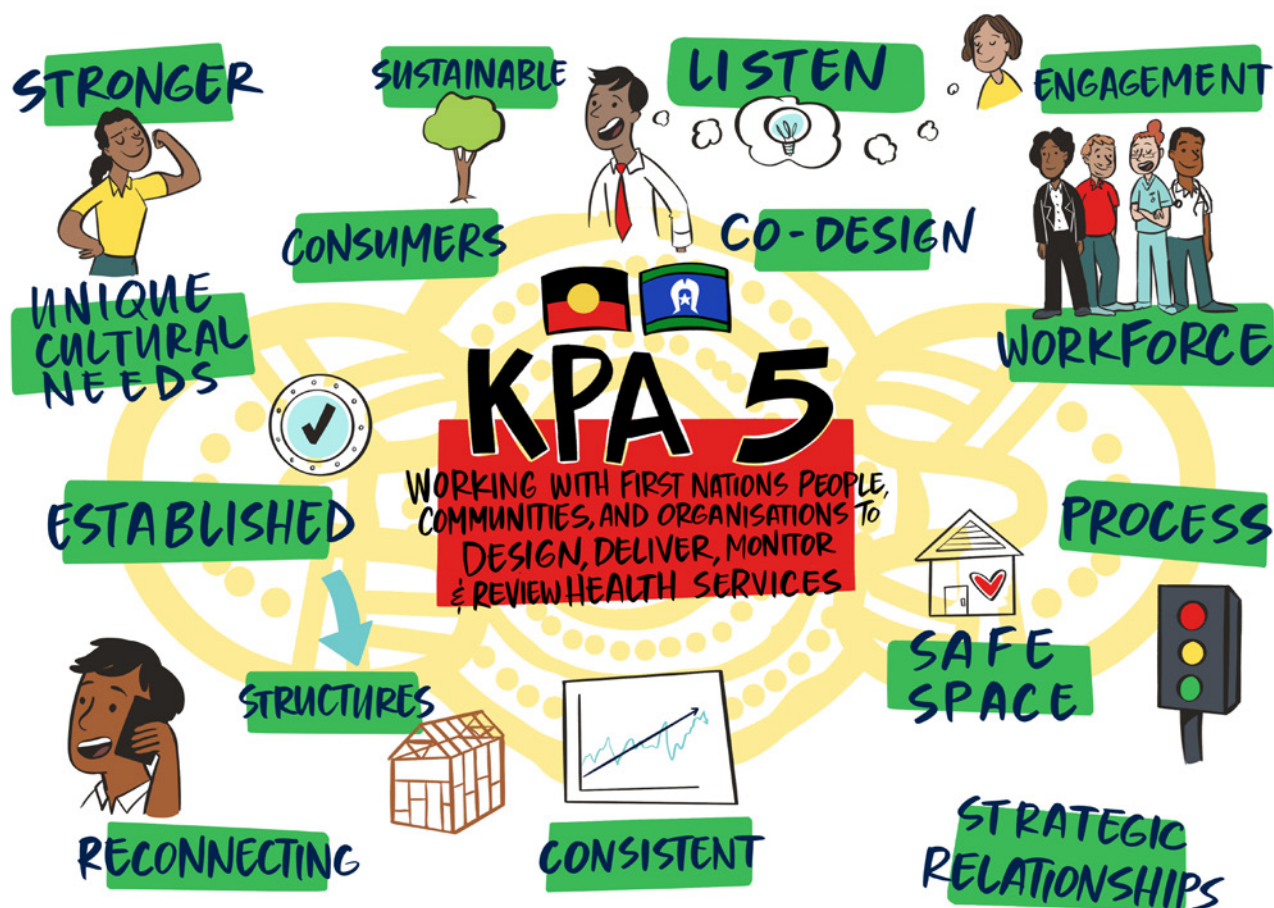 STRONGER
SUSTAINABLE
LISTEN
ENGAGEMENT
CONSUMERS
CO-DESIGN
UNIQUE
CULTURAL
NEEDS
WORKFORCE
KPA 5
WORKING WITH FIRST NATIONS PEOPLE,
COMMUNITIES, AND ORGANISATIONS TO
DESIGN, DELIVER, MONITOR
& REVIEW HEALTH SERVICES
ESTABLISHED
PROCESS
STRUCTURES
SAFE
SPACE
RECONNECTING
CONSISTENT
STRATEGIC
RELATIONSHIPS